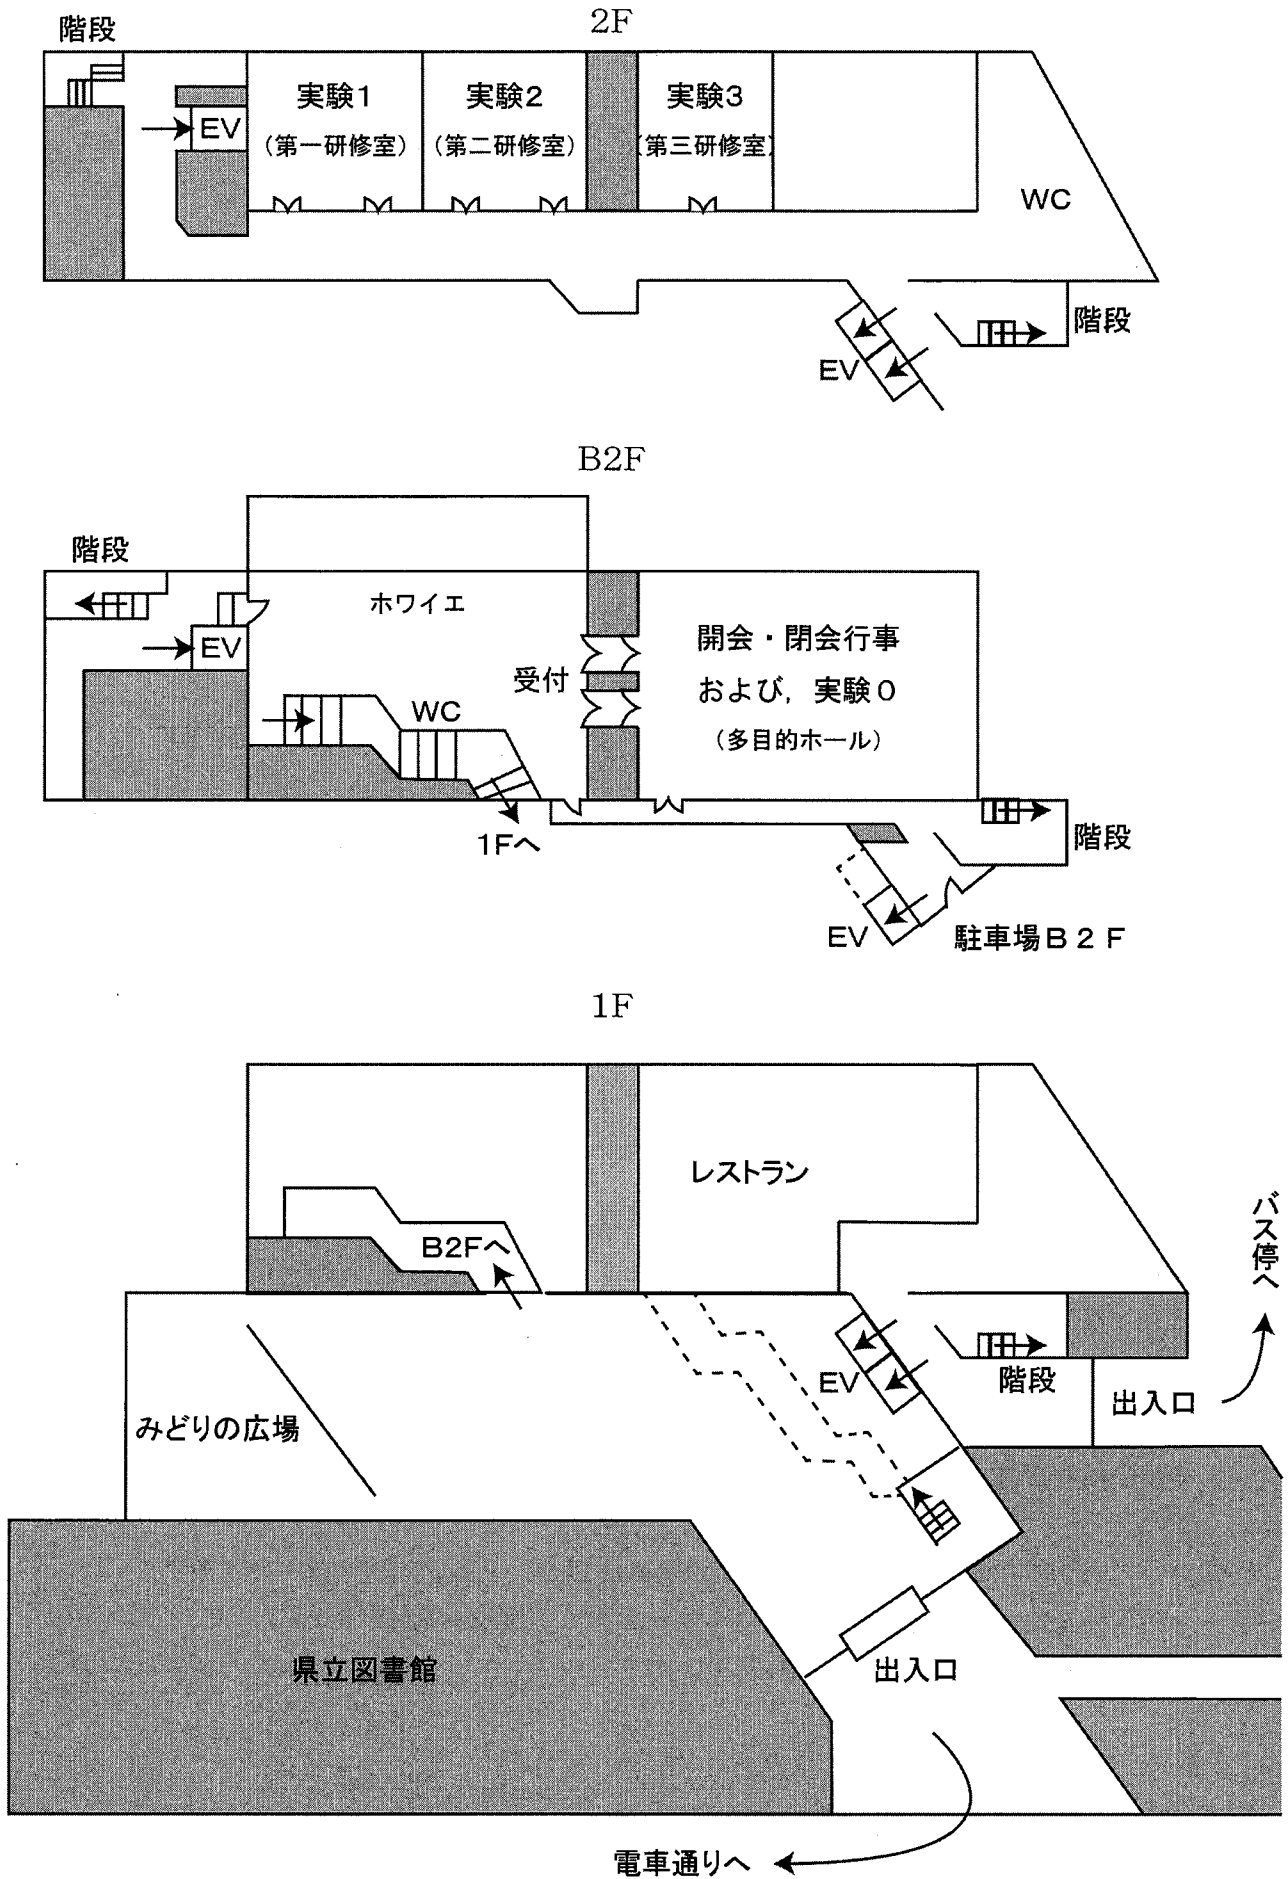 2F
階段
実験1
実験2
実験3
EV
(第一研修室)
(第二研修室)
(第三研修室)
WC
階段
EV
B2F
階段
ホワイエ
開会・閉会行事
EV
受付
および，実験0
WC
(多目的ホール)
1Fへ
階段
EV
駐車場B2F
1F
レストラン
バス停へ
B2Fへ
EV
階段
出入口
みどりの広場
県立図書館
出入口
電車通りへ